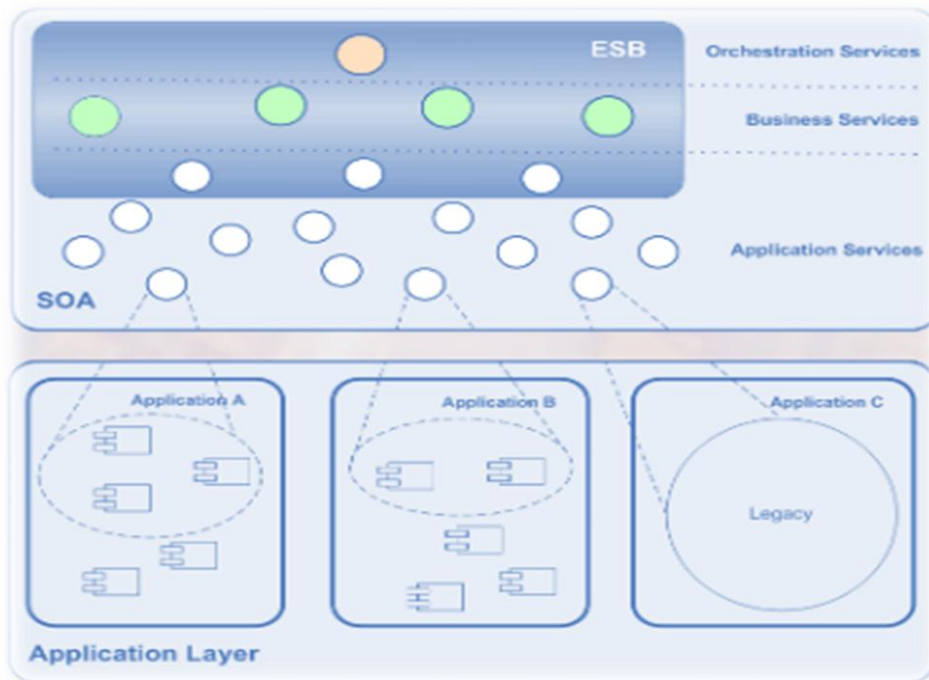 ESB
Orchestration Services
Business Services
Application Services
SOA
Application A
Application B
Application C
Legacy
Application Layer